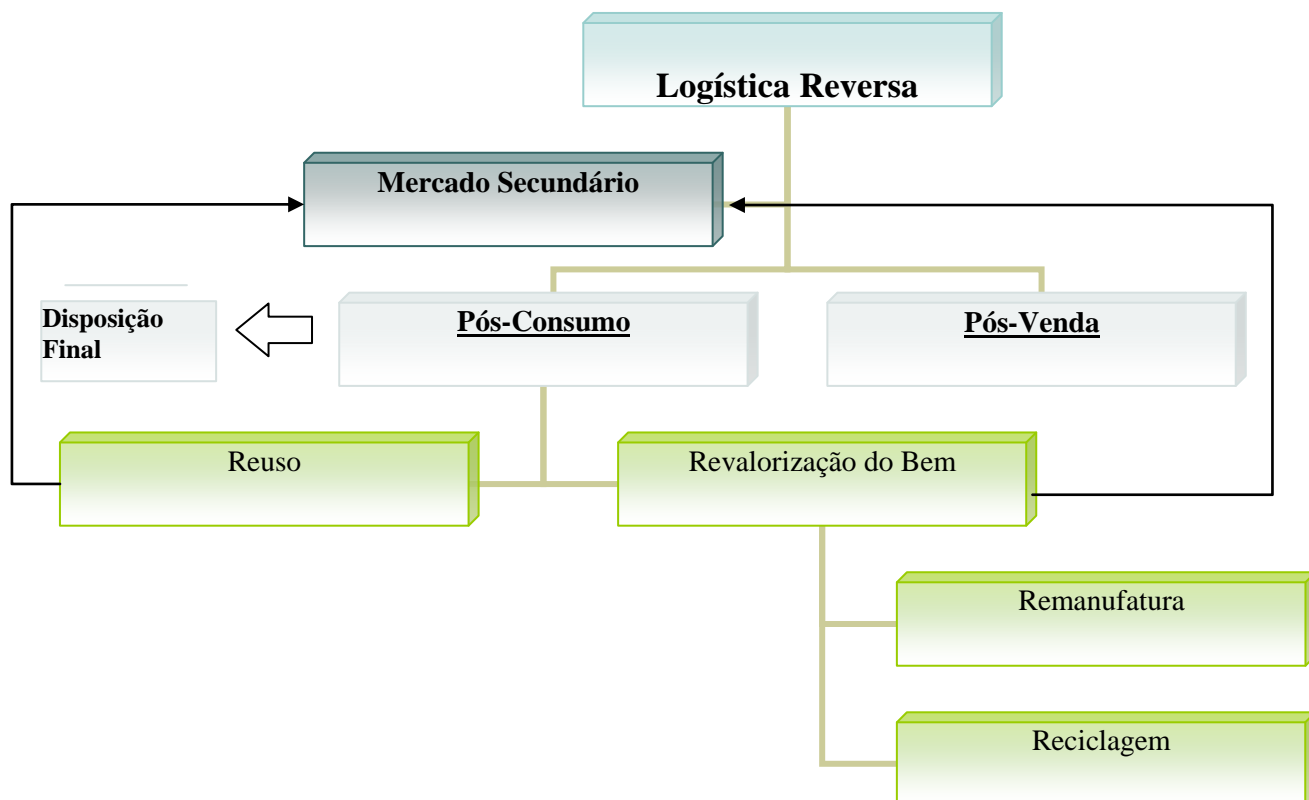 Logística Reversa
Mercado Secundário
Disposição
Final
Pós-Consumo
Pós-Venda
Reuso
Revalorização do Bem
Remanufatura
Reciclagem